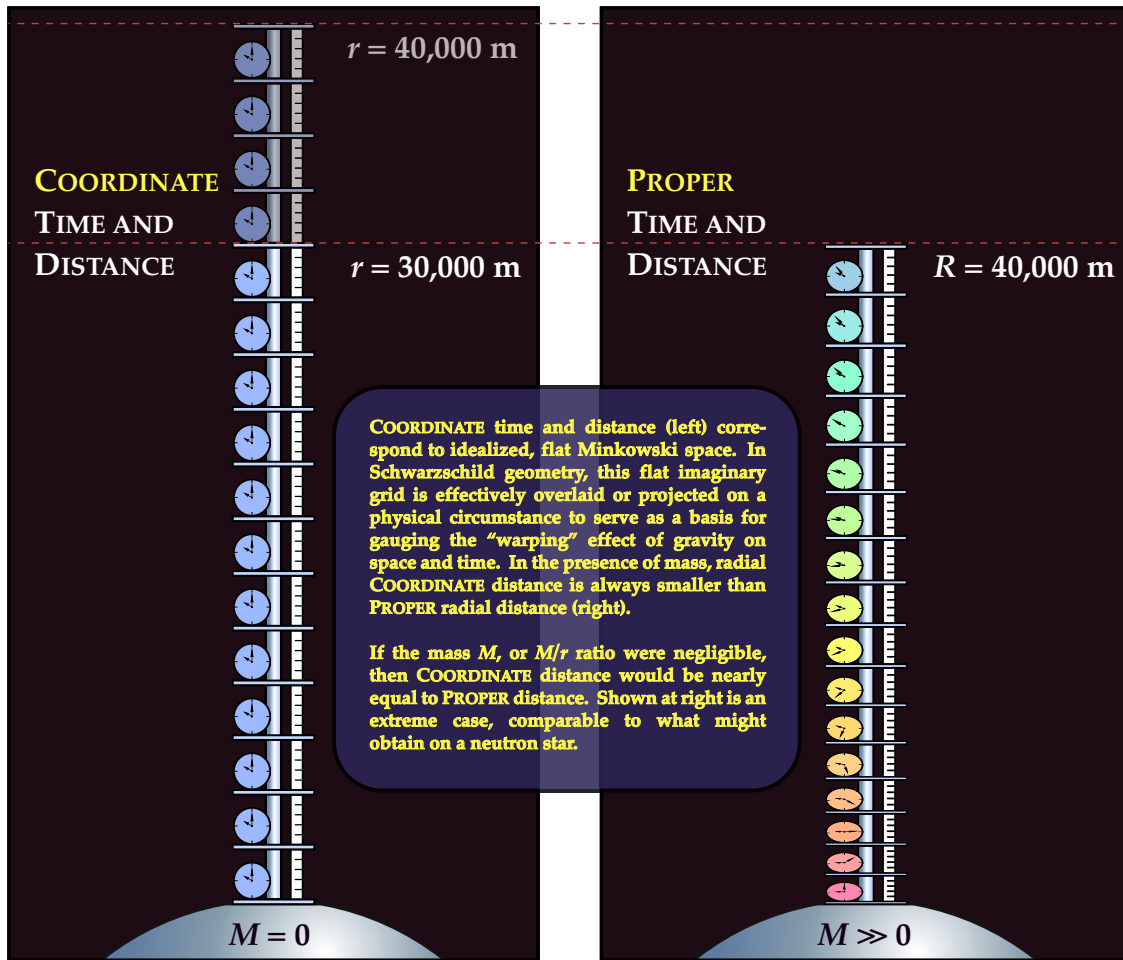 r = 40,000 m
COORDINATE
TIME AND
DISTANCE
r = 30,000 m
PROPER
TIME AND
DISTANCE
R = 40,000 m
COORDINATE time and distance (left) corre-
spond to idealized, flat Minkowski space. In
Schwarzschild geometry, this flat imaginary
grid is effectively overlaid or projected on a
physical circumstance to serve as a basis for
gauging the “warping” effect of gravity on
space and time. In the presence of mass, radial
COORDINATE distance is always smaller than
PROPER radial distance (right).
If the mass M, or M/r ratio were negligible,
then COORDINATE distance would be nearly
equal to PROPER distance. Shown at right is an
extreme case, comparable to what might
obtain on a neutron star.
M = 0
M ≫ 0